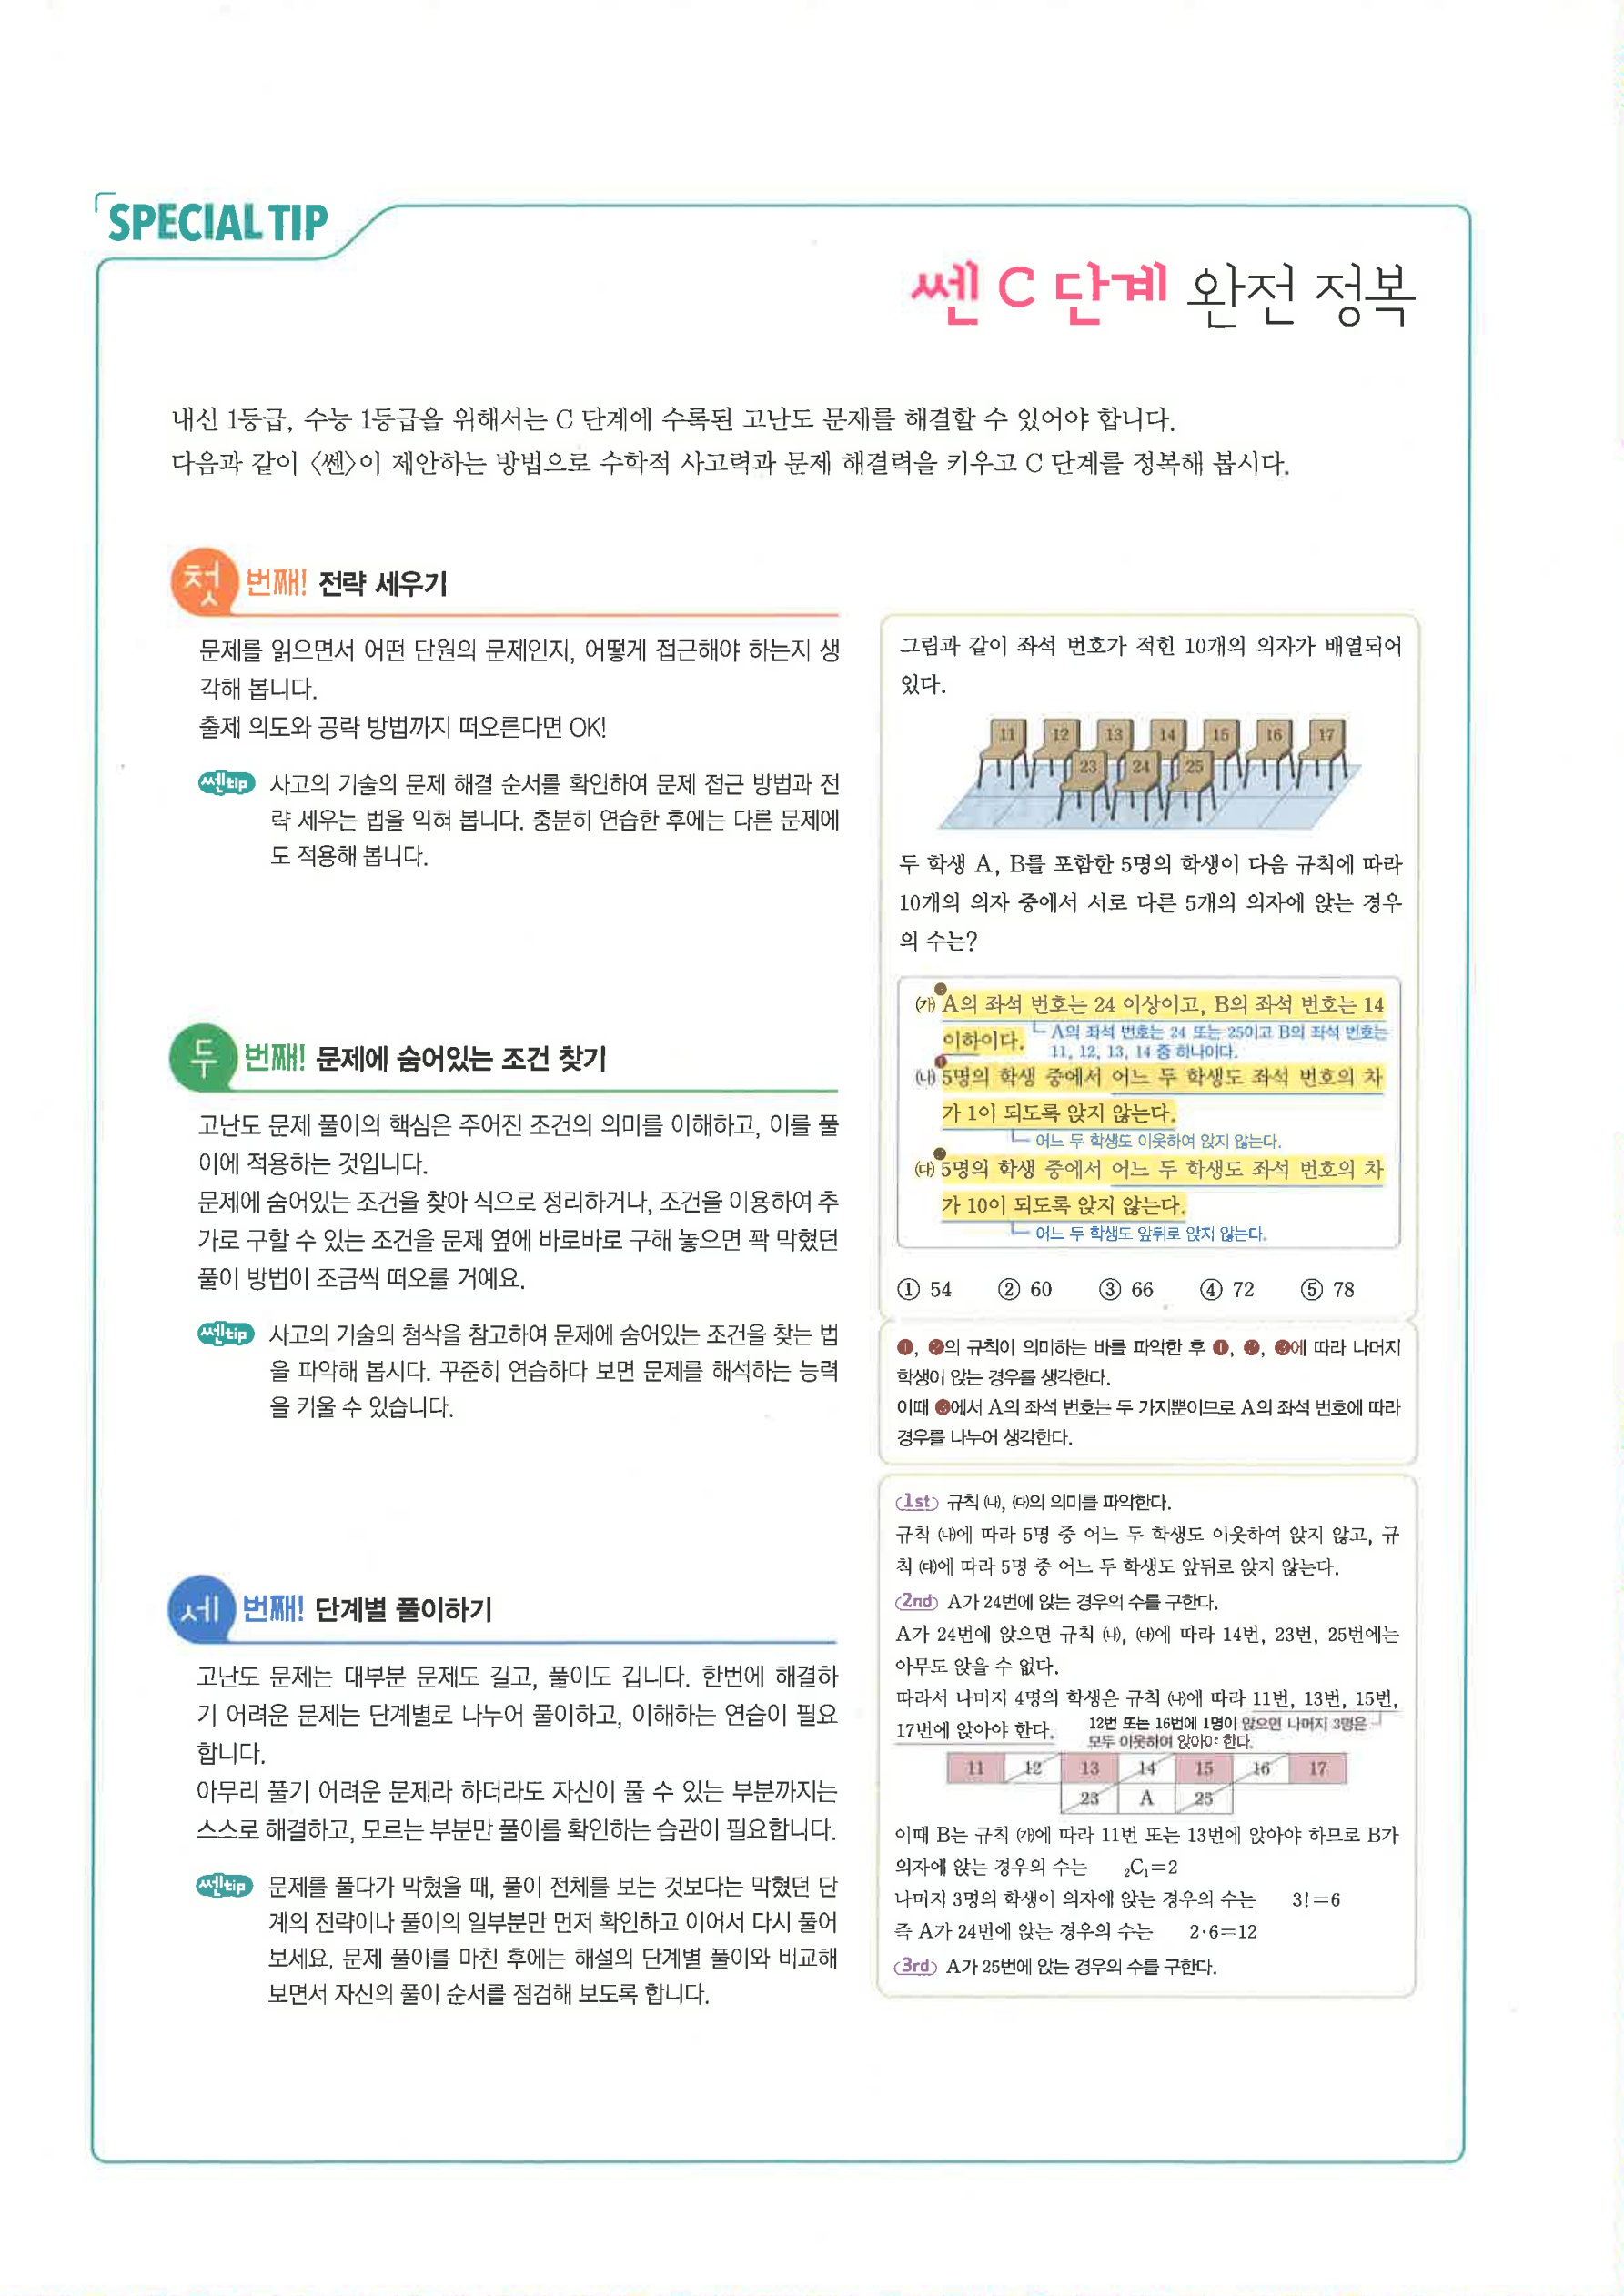 SPECIAL TIP
쎈 C 단계 완전 정복
내신 1등급, 수능 1등급을 위해서는 C 단계에 수록된 고난도 문제를 해결할 수 있어야 합니다.
다음과 같이 〈쎈〉이 제안하는 방법으로 수학적 사고력과 문제 해결력을 키우고 C 단계를 정복해 봅시다.
첫 번째! 전략 세우기
문제를 읽으면서 어떤 단원의 문제인지, 어떻게 접근해야 하는지 생
각해 봅니다.
출제 의도와 공략 방법까지 떠오른다면 OK!
쎈tip 사고의 기술의 문제 해결 순서를 확인하여 문제 접근 방법과 전
략 세우는 법을 익혀 봅니다. 충분히 연습한 후에는 다른 문제에
도 적용해 봅니다.
두 번째! 문제에 숨어있는 조건 찾기
고난도 문제 풀이의 핵심은 주어진 조건의 의미를 이해하고, 이를 풀
이에 적용하는 것입니다.
문제에 숨어있는 조건을 찾아 식으로 정리하거나, 조건을 이용하여 추
가로 구할 수 있는 조건을 문제 옆에 바로바로 구해 놓으면 꽉 막혔던
풀이 방법이 조금씩 떠오를 거예요.
쎈tip 사고의 기술의 첨삭을 참고하여 문제에 숨어있는 조건을 찾는 법
을 파악해 봅시다. 꾸준히 연습하다 보면 문제를 해석하는 능력
을 키울 수 있습니다.
세 번째! 단계별 풀이하기
고난도 문제는 대부분 문제도 길고, 풀이도 깁니다. 한번에 해결하
기 어려운 문제는 단계별로 나누어 풀이하고, 이해하는 연습이 필요
합니다.
아무리 풀기 어려운 문제라 하더라도 자신이 풀 수 있는 부분까지는
스스로 해결하고, 모르는 부분만 풀이를 확인하는 습관이 필요합니다.
쎈tip 문제를 풀다가 막혔을 때, 풀이 전체를 보는 것보다는 막혔던 단
계의 전략이나 풀이의 일부분만 먼저 확인하고 이어서 다시 풀어
보세요. 문제 풀이를 마친 후에는 해설의 단계별 풀이와 비교해
보면서 자신의 풀이 순서를 점검해 보도록 합니다.
그림과 같이 좌석 번호가 적힌 10개의 의자가 배열되어
있다.
11 12 13 14 15 16 17
23 24 25
두 학생 A, B를 포함한 5명의 학생이 다음 규칙에 따라
10개의 의자 중에서 서로 다른 5개의 의자에 앉는 경우
의 수는?
㈎ A의 좌석 번호는 24 이상이고, B의 좌석 번호는 14
이하이다. A의 좌석 번호는 24 또는 25이고 B의 좌석 번호는
11, 12, 13, 14 중 하나이다.
㈏ 5명의 학생 중에서 어느 두 학생도 좌석 번호의 차
가 1이 되도록 앉지 않는다.
어느 두 학생도 이웃하여 앉지 않는다.
㈐ 5명의 학생 중에서 어느 두 학생도 좌석 번호의 차
가 10이 되도록 앉지 않는다.
어느 두 학생도 앞뒤로 앉지 않는다.
① 54 ② 60 ③ 66 ④ 72 ⑤ 78
❶, ❷의 규칙이 의미하는 바를 파악한 후 ❶, ❷, ❸에 따라 나머지
학생이 앉는 경우를 생각한다.
이때 ❸에서 A의 좌석 번호는 두 가지뿐이므로 A의 좌석 번호에 따라
경우를 나누어 생각한다.
1st 규칙 ㈏, ㈐의 의미를 파악한다.
규칙 ㈏에 따라 5명 중 어느 두 학생도 이웃하여 앉지 않고, 규
칙 ㈐에 따라 5명 중 어느 두 학생도 앞뒤로 앉지 않는다.
2nd A가 24번에 앉는 경우의 수를 구한다.
A가 24번에 앉으면 규칙 ㈏, ㈐에 따라 14번, 23번, 25번에는
아무도 앉을 수 없다.
따라서 나머지 4명의 학생은 규칙 ㈏에 따라 11번, 13번, 15번,
17번에 앉아야 한다. 12번 또는 16번에 1명이 앉으면 나머지 3명은
모두 이웃하여 앉아야 한다.
11 12 13 14 15 16 17
23 A 25
이때 B는 규칙 ㈎에 따라 11번 또는 13번에 앉아야 하므로 B가
의자에 앉는 경우의 수는 ₂C₁=2
나머지 3명의 학생이 의자에 앉는 경우의 수는 3!=6
즉 A가 24번에 앉는 경우의 수는 2·6=12
3rd A가 25번에 앉는 경우의 수를 구한다.